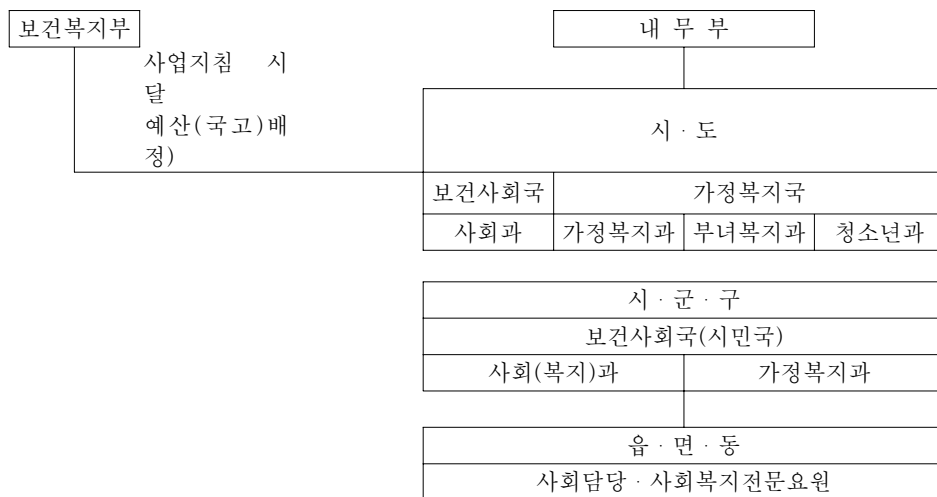 보건복지부
내 무 부
사업지침 시
달
예산(국고)배
정)
시 · 도
보건사회국 가정복지국
사회과 가정복지과 부녀복지과 청소년과
시 · 군 · 구
보건사회국(시민국)
사회(복지)과 가정복지과
읍 · 면 · 동
사회담당 · 사회복지전문요원